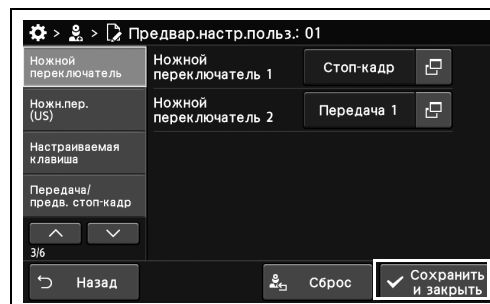 > > Предвар.настр.польз.: 01
Ножной
переключатель
Ножн.пер.
(US)
Настраиваемая
клавиша
Передача/
предв. стоп-кадр
3/6
Ножной
переключатель 1
Стоп-кадр
Ножной
переключатель 2
Передача 1
Назад
Сброс
Сохранить
и закрыть